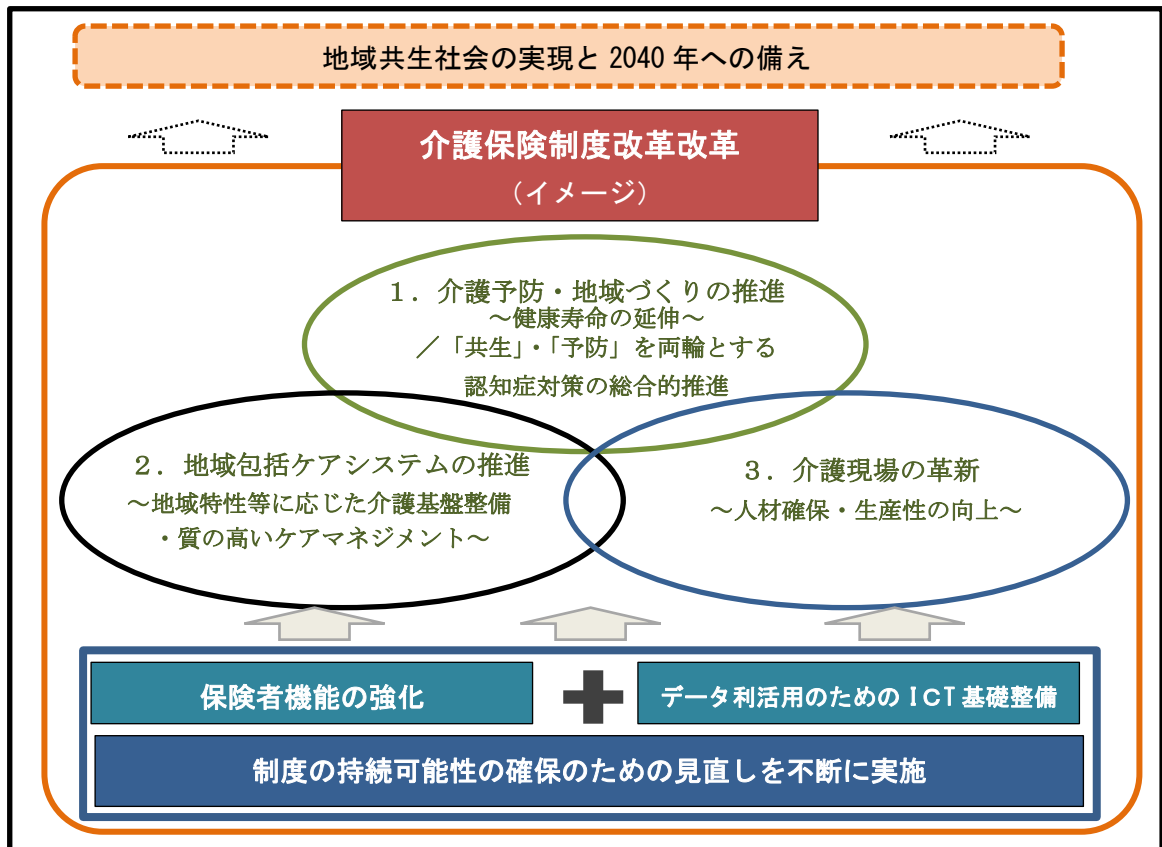 地域共生社会の実現と 2040 年への備え
介護保険制度改革改革
（イメージ）
１．介護予防・地域づくりの推進
～健康寿命の延伸～
／「共生」・「予防」を両輪とする
認知症対策の総合的推進
２．地域包括ケアシステムの推進
～地域特性等に応じた介護基盤整備
・質の高いケアマネジメント～
３．介護現場の革新
～人材確保・生産性の向上～
保険者機能の強化
データ利活用のための ICT 基礎整備
制度の持続可能性の確保のための見直しを不断に実施